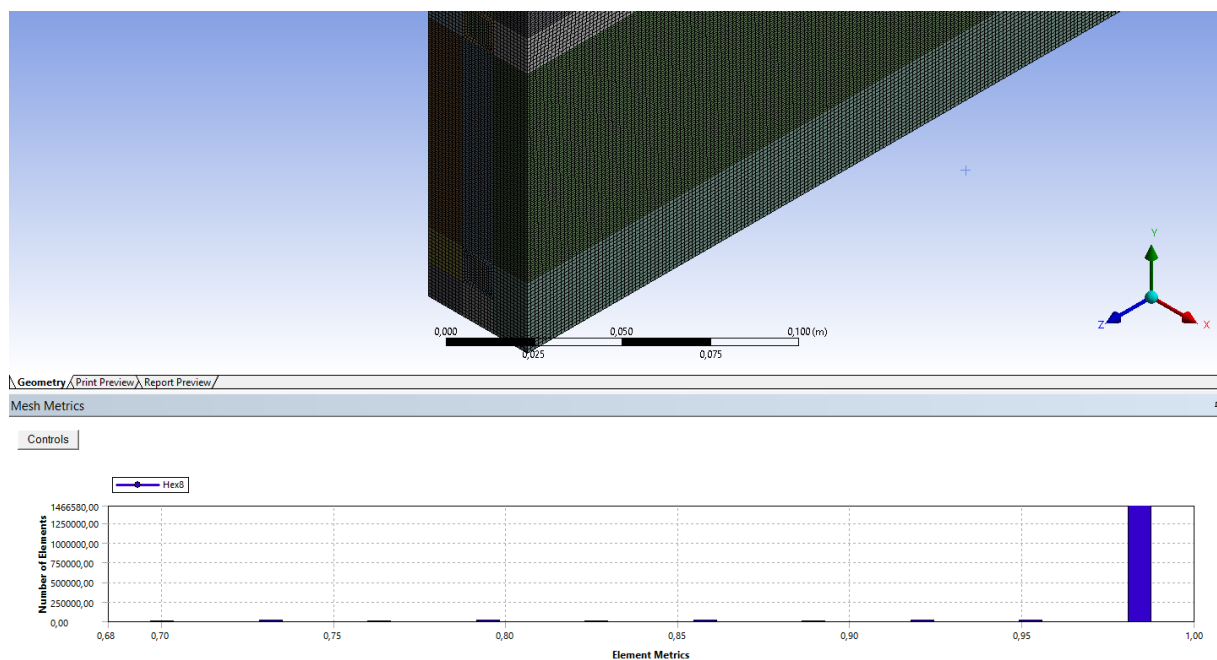 Y
Z
X
0,000
0,050
0,100 (m)
0,025
0,075
Geometry Print Preview Report Preview
Mesh Metrics
Controls
Hex8
Number of Elements
1466580,00
1250000,00
1000000,00
750000,00
500000,00
250000,00
0,00
0,68 0,70 0,75 0,80 0,85 0,90 0,95 1,00
Element Metrics